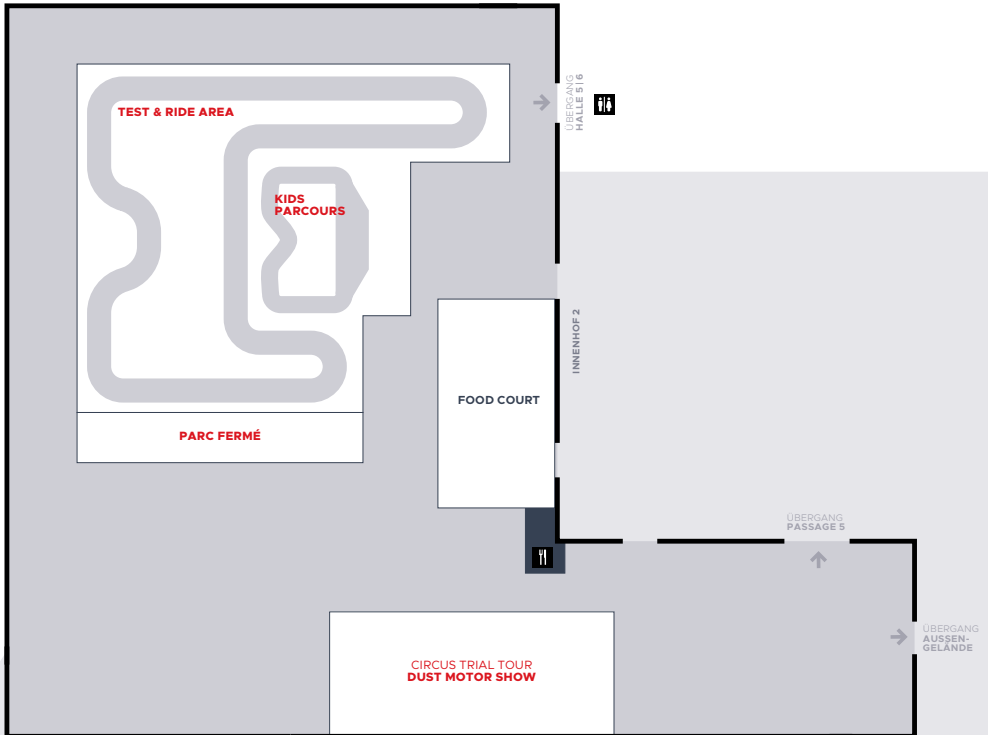 TEST & RIDE AREA
ÜBERGANG
HALLE 5|6
KIDS
PARCOURS
INNENHOF 2
FOOD COURT
PARC FERMÉ
ÜBERGANG
PASSAGE 5
ÜBERGANG
AUSSEN-
GELÄNDE
CIRCUS TRIAL TOUR
DUST MOTOR SHOW